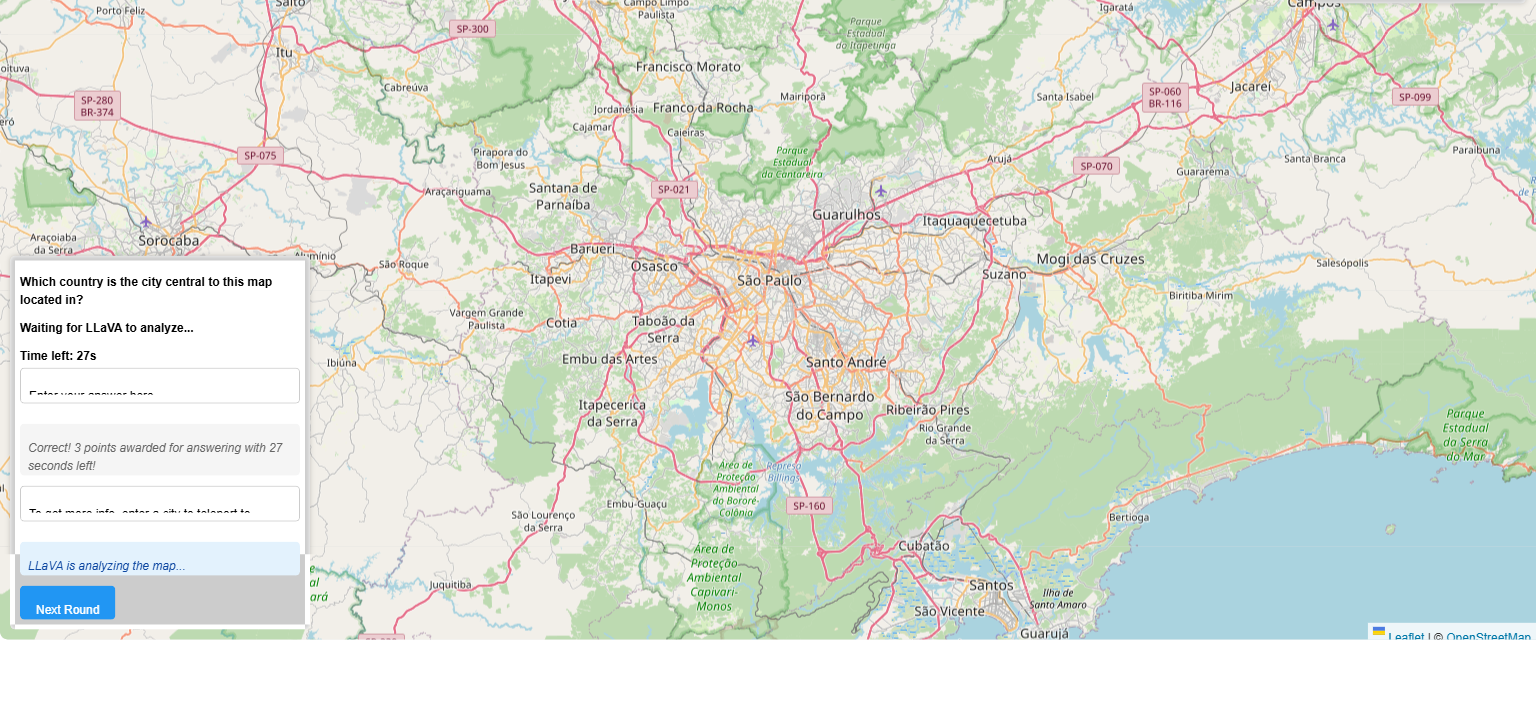 Porto Feliz
Salto
Campo Limpo
Paulista
Igaratá
Campos
SP-300
Parque
Estadual
do Itapetinga
Itu
Francisco Morato
Cabreúva
Jacareí
SP-060
BR-116
SP-099
SP-280
BR-374
Jordanésia
Franco da Rocha
Mairiporã
Santa Isabel
Cajamar
Caieiras
SP-075
Pirapora do
Bom Jesus
Parque
Estadual
da Cantareira
Arujá
SP-070
Santa Branca
Paraibuna
Guararema
Araçariguama
Santana de
Parnaíba
SP-021
Guarulhos
Itaquaquecetuba
Araçoiaba
da Serra
Sorocaba
Alumínio
São Roque
Barueri
Osasco
Itapevi
São Paulo
Suzano
Mogi das Cruzes
Salesópolis
Biritiba Mirim
Vargem Grande
Paulista
Cotia
Taboão da
Serra
Ibiúna
Embu das Artes
Santo André
Itapecerica
da Serra
São Bernardo
do Campo
Ribeirão Pires
Rio Grande
da Serra
Parque
Estadual
da Serra
do Mar
Área de
Proteção
Ambiental
do Bororé-
Colônia
Represa
Billings
Embu-Guaçu
SP-160
São Lourenço
da Serra
Bertioga
Cubatão
Área de
Proteção
Ambiental
Capivari-
Monos
Juquitiba
Santos
Ilha de
Santo Amaro
São Vicente
Guarujá
Which country is the city central to this map
located in?
Waiting for LLaVA to analyze...
Time left: 27s
Enter your answer here
Correct! 3 points awarded for answering with 27
seconds left!
To get more info, enter a city to teleport to
LLaVA is analyzing the map...
Next Round
Leaflet | © OpenStreetMap